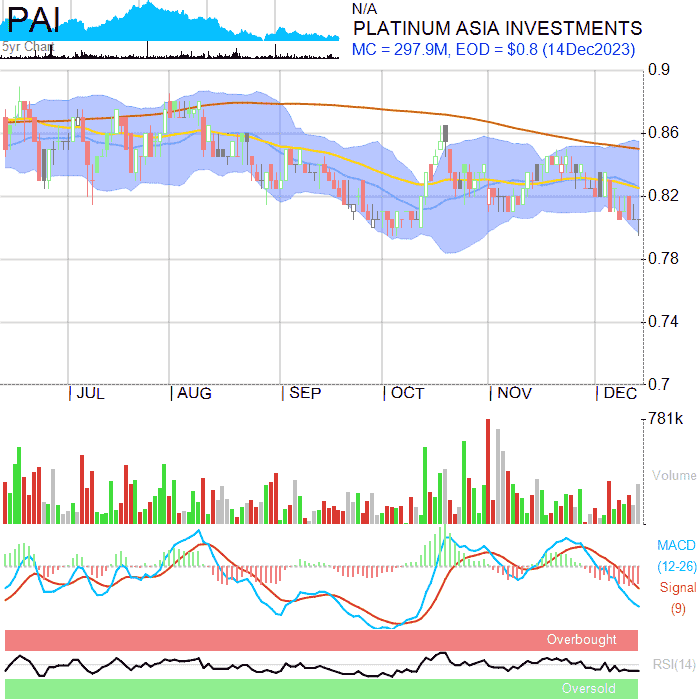 PAI
5yr Chart
N/A
PLATINUM ASIA INVESTMENTS
MC = 297.9M, EOD = $0.8 (14Dec2023)
0.9
0.86
0.82
0.78
0.74
0.7
JUL AUG SEP OCT NOV DEC
781k
Volume
MACD
(12-26)
Signal
(9)
Overbought
RSI(14)
Oversold